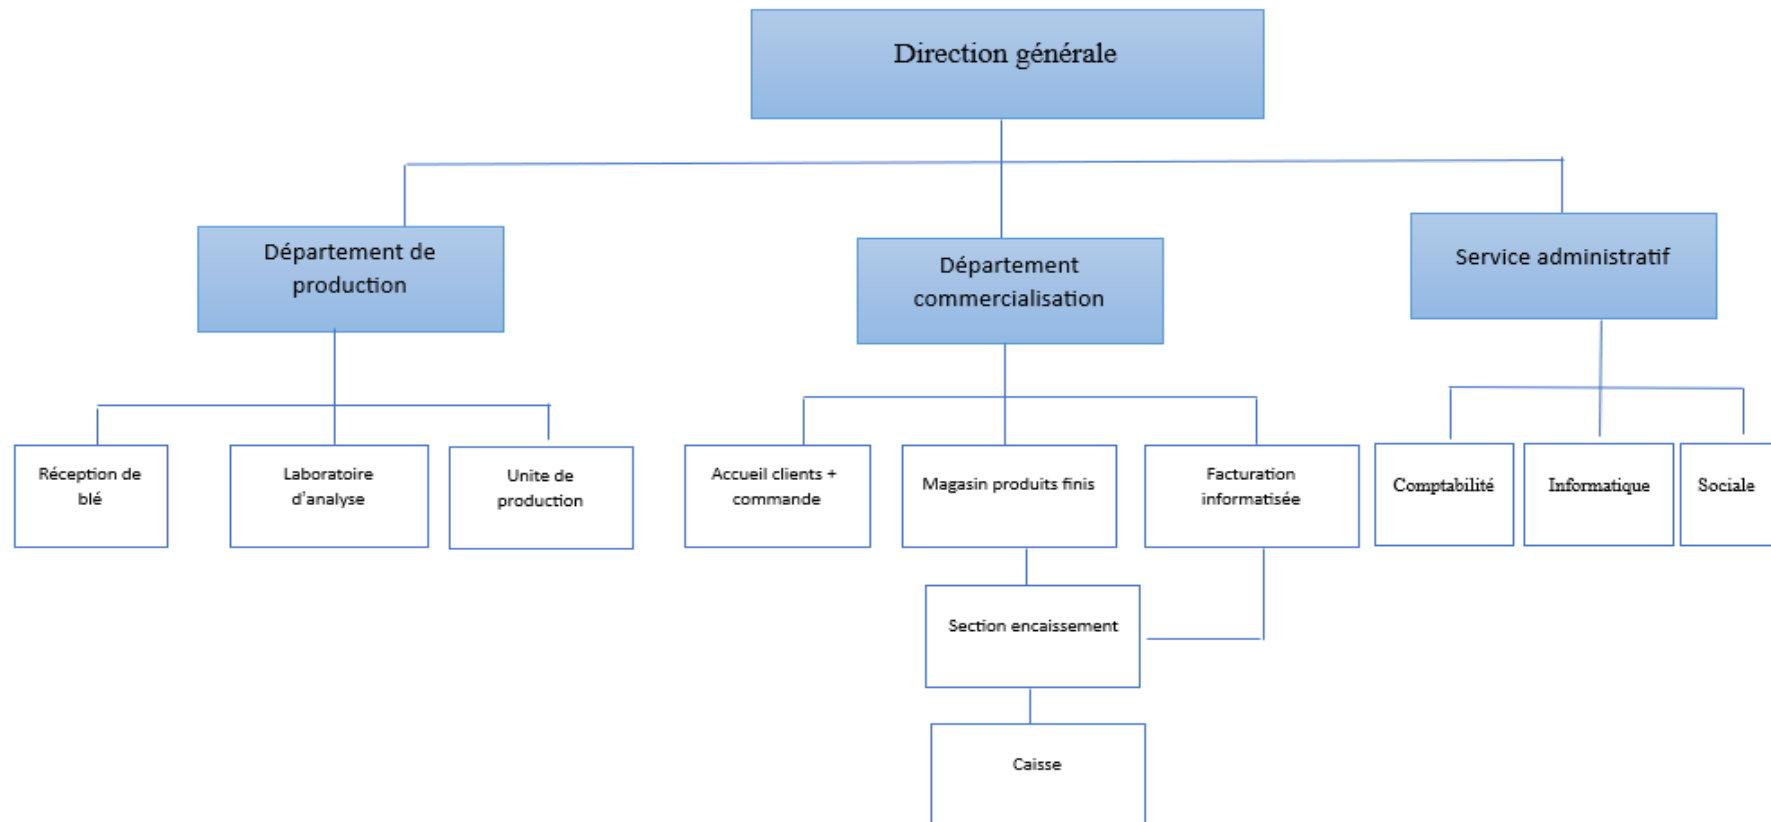 Direction générale
Département de
production
Département
commercialisation
Service administratif
Réception de
blé
Laboratoire
d'analyse
Unite de
production
Accueil clients +
commande
Magasin produits finis
Facturation
informatisée
Comptabilité
Informatique
Sociale
Section encaissement
Caisse